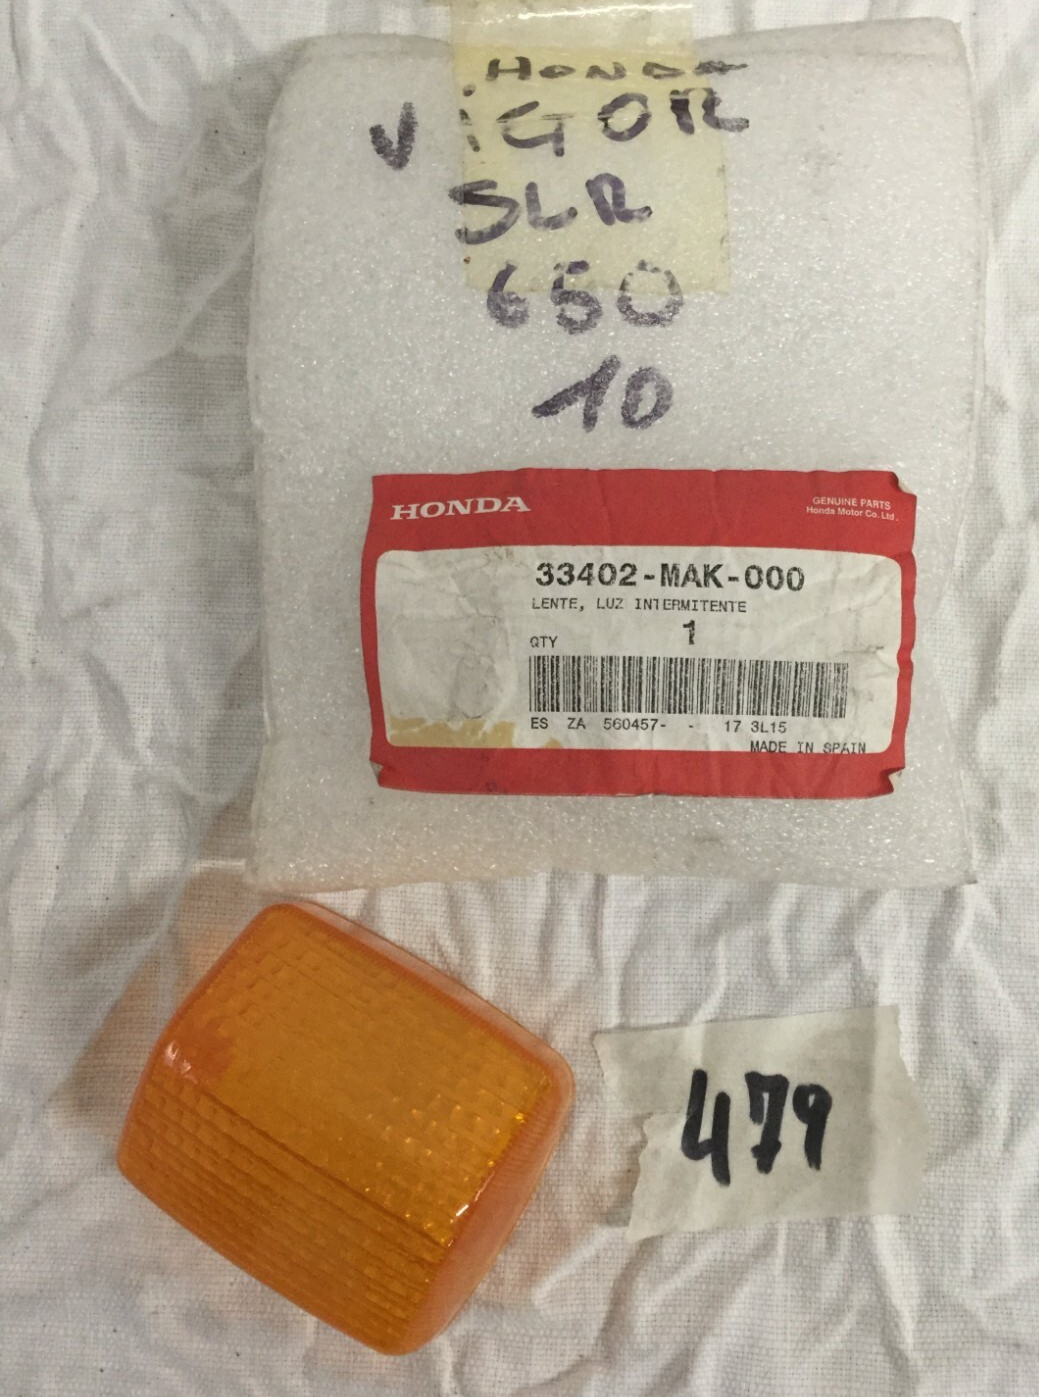 HONDA
VIGOR
SLR
650
10
HONDA
GENUINE PARTS
Honda Motor Co. Ltd.
33402-MAK-000
LENTE, LUZ INTERMITENTE
QTY 1
ES ZA 560457- - 17 3L15
MADE IN SPAIN
479